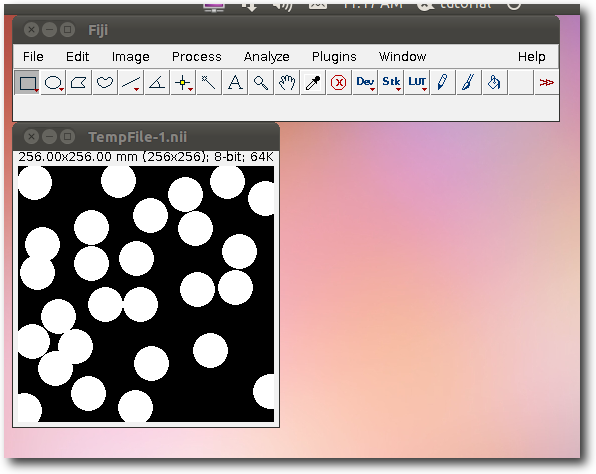 11:17 AM tutorial
Fiji
File Edit Image Process Analyze Plugins Window Help
A Dev Stk LUT >>
TempFile-1.nii
256.00x256.00 mm (256x256); 8-bit; 64K